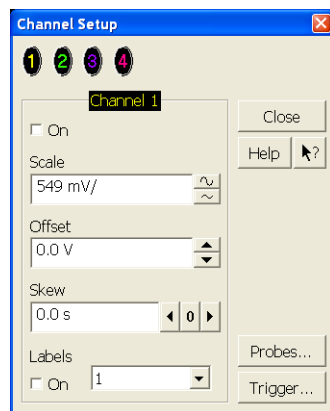 Channel Setup
1 2 3 4
Channel 1
On
Close
Help ?
Scale
549 mV/
Offset
0.0 V
Skew
0.0 s
0
Labels
On
1
Probes...
Trigger...